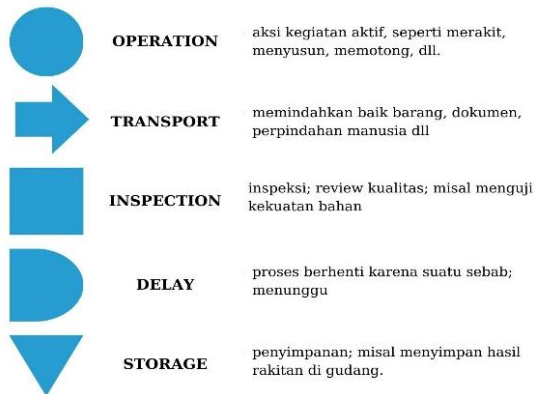 OPERATION
aksi kegiatan aktif, seperti merakit,
menyusun, memotong, dll.
TRANSPORT
memindahkan baik barang, dokumen,
perpindahan manusia dll
INSPECTION
inspeksi; review kualitas; misal menguji
kekuatan bahan
DELAY
proses berhenti karena suatu sebab;
menunggu
STORAGE
penyimpanan; misal menyimpan hasil
rakitan di gudang.